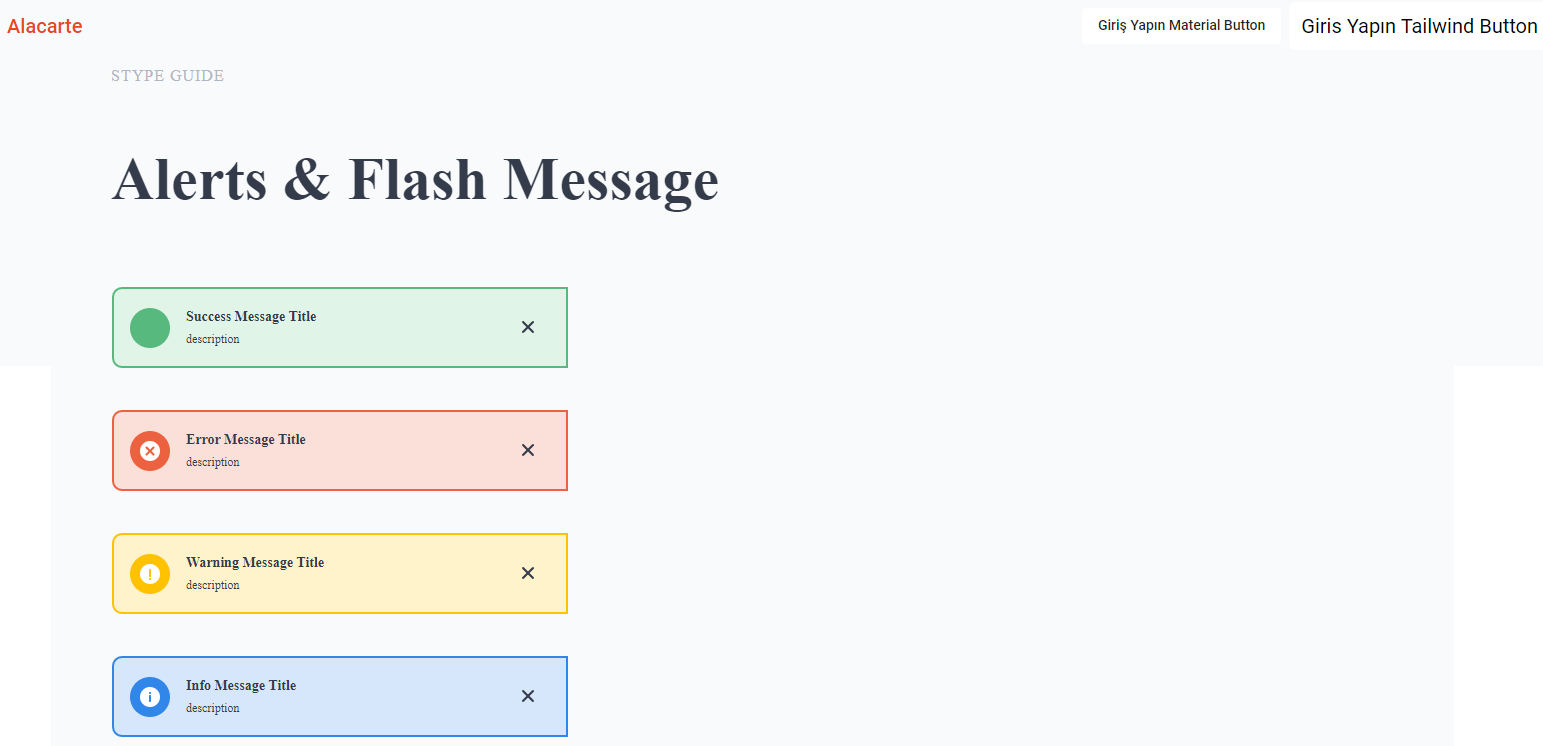 Alacarte
Giriş Yapın Material Button
Giris Yapın Tailwind Button
STYPE GUIDE
Alerts & Flash Message
Success Message Title
description
Error Message Title
description
Warning Message Title
description
Info Message Title
description